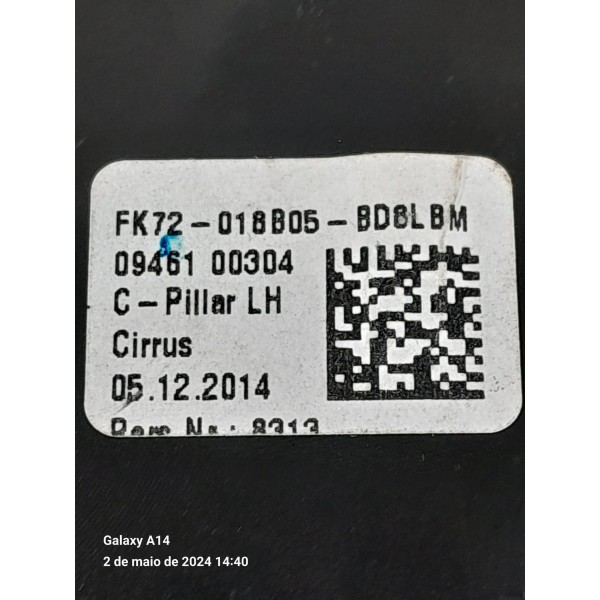 FK72-018B05-BD8LBM
09461 00304
C-Pillar LH
Cirrus
05.12.2014
8313
Galaxy A14
2 de maio de 2024 14:40